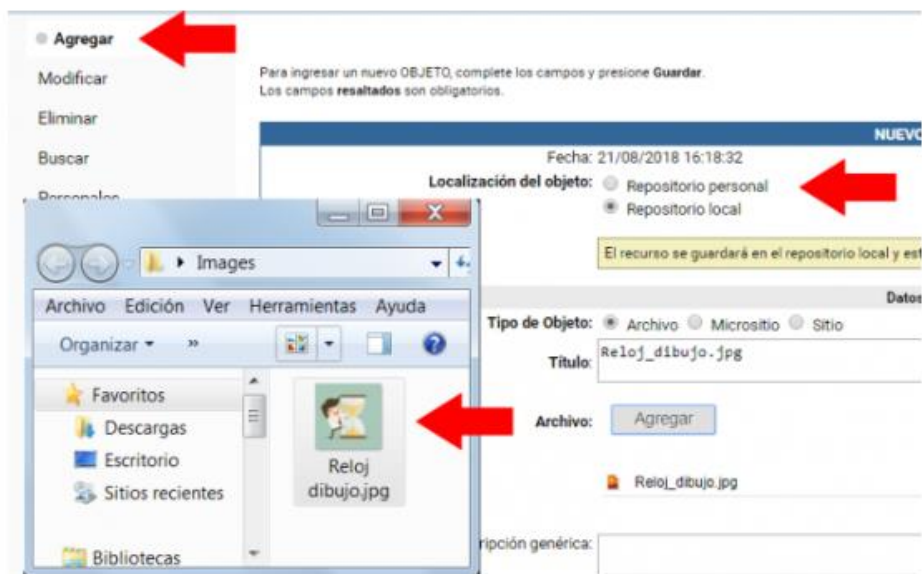 Agregar
Modificar
Eliminar
Buscar
Personales
Para ingresar un nuevo OBJETO, complete los campos y presione Guardar.
Los campos resaltados son obligatorios.
NUEVO
Fecha: 21/08/2018 16:18:32
Localización del objeto: Repositorio personal
Repositorio local
El recurso se guardará en el repositorio local y est
Datos
Tipo de Objeto: Archivo Micrositio Sitio
Título: Reloj_dibujo.jpg
Archivo: Agregar
Reloj_dibujo.jpg
ripción genérica:
Images
Archivo Edición Ver Herramientas Ayuda
Organizar »
Favoritos
Descargas
Escritorio
Sitios recientes
Bibliotecas
Reloj
dibujo.jpg